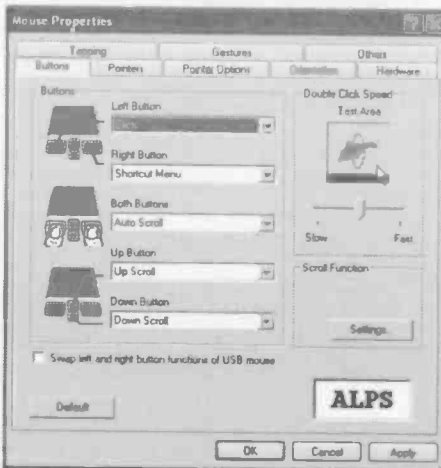 Mouse Properties
Tapping Gestures Others
Buttons Pointers Pointer Options Orientation Hardware
Buttons
Left Button
Click
Right Button
Shortcut Menu
Both Buttons
Auto Scroll
Up Button
Up Scroll
Down Button
Down Scroll
Double Click Speed
Test Area
Slow Fast
Scroll Function
Settings
Swap left and right button functions of USB mouse
Default
ALPS
OK Cancel Apply